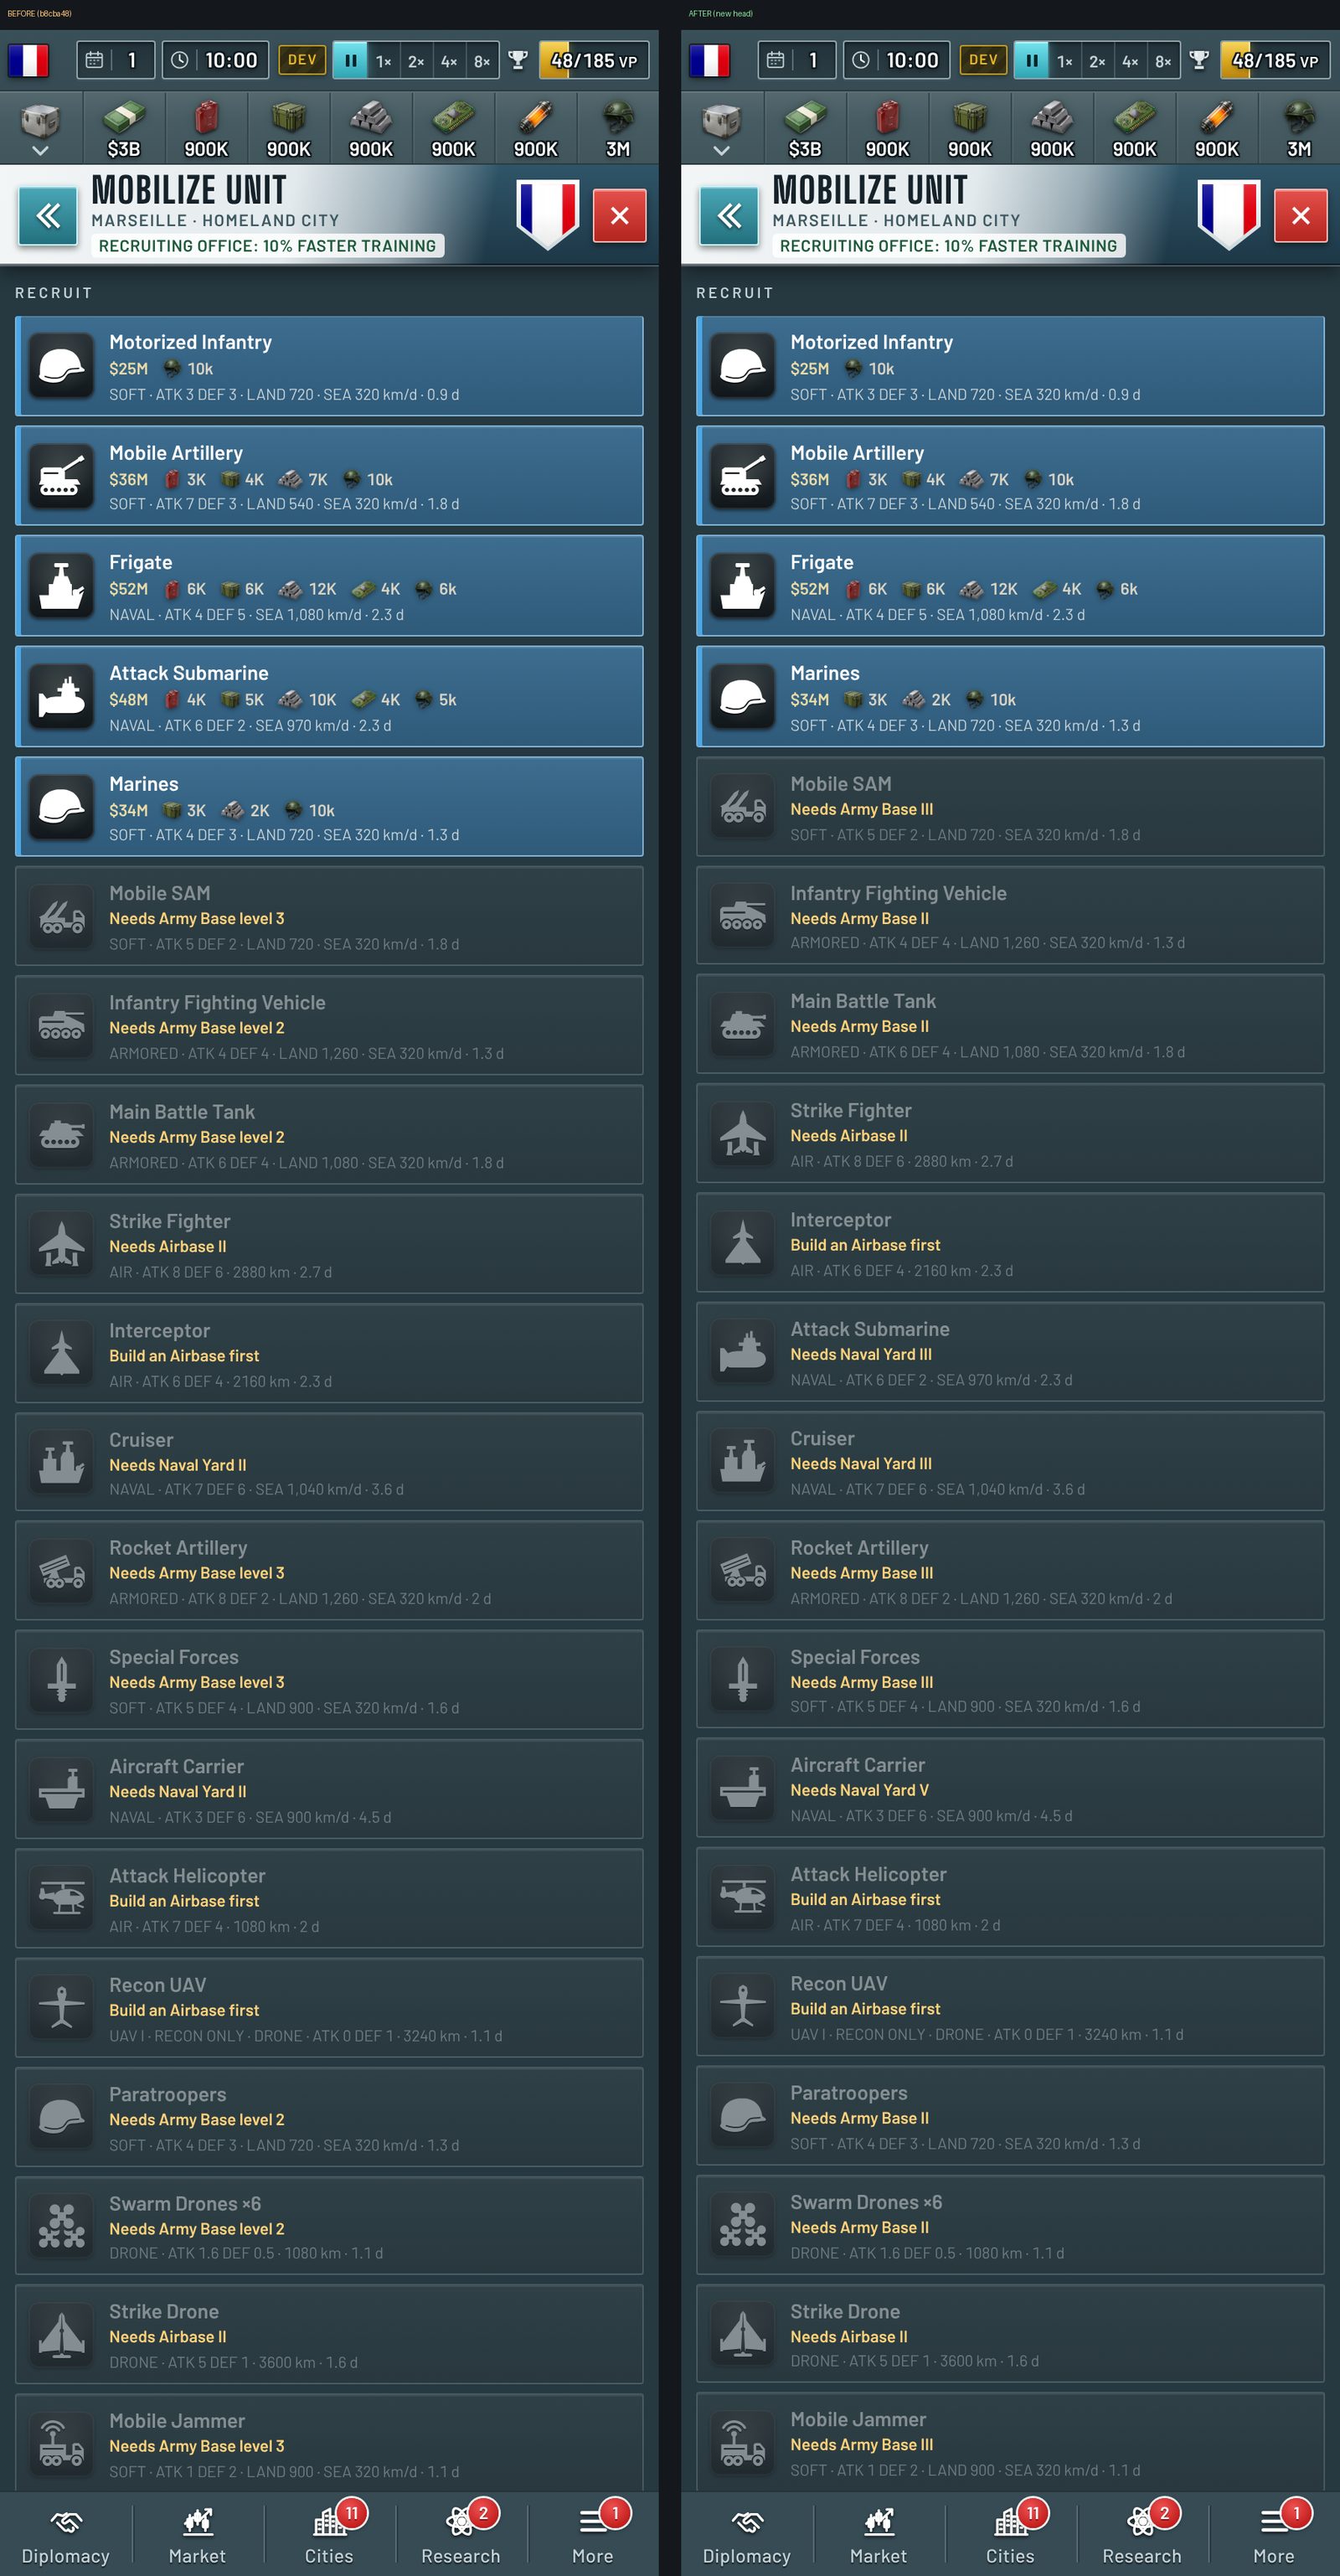 BEFORE (b8cba48)
1
10:00
DEV
1×
2×
4×
8×
48/185 VP
$3B
900K
900K
900K
900K
900K
3M
MOBILIZE UNIT
MARSEILLE · HOMELAND CITY
RECRUITING OFFICE: 10% FASTER TRAINING
RECRUIT
Motorized Infantry
$25M 10k
SOFT · ATK 3 DEF 3 · LAND 720 · SEA 320 km/d · 0.9 d
Mobile Artillery
$36M 3K 4K 7K 10k
SOFT · ATK 7 DEF 3 · LAND 540 · SEA 320 km/d · 1.8 d
Frigate
$52M 6K 6K 12K 4K 6k
NAVAL · ATK 4 DEF 5 · SEA 1,080 km/d · 2.3 d
Attack Submarine
$48M 4K 5K 10K 4K 5k
NAVAL · ATK 6 DEF 2 · SEA 970 km/d · 2.3 d
Marines
$34M 3K 2K 10k
SOFT · ATK 4 DEF 3 · LAND 720 · SEA 320 km/d · 1.3 d
Mobile SAM
Needs Army Base level 3
SOFT · ATK 5 DEF 2 · LAND 720 · SEA 320 km/d · 1.8 d
Infantry Fighting Vehicle
Needs Army Base level 2
ARMORED · ATK 4 DEF 4 · LAND 1,260 · SEA 320 km/d · 1.3 d
Main Battle Tank
Needs Army Base level 2
ARMORED · ATK 6 DEF 4 · LAND 1,080 · SEA 320 km/d · 1.8 d
Strike Fighter
Needs Airbase II
AIR · ATK 8 DEF 6 · 2880 km · 2.7 d
Interceptor
Build an Airbase first
AIR · ATK 6 DEF 4 · 2160 km · 2.3 d
Cruiser
Needs Naval Yard II
NAVAL · ATK 7 DEF 6 · SEA 1,040 km/d · 3.6 d
Rocket Artillery
Needs Army Base level 3
ARMORED · ATK 8 DEF 2 · LAND 1,260 · SEA 320 km/d · 2 d
Special Forces
Needs Army Base level 3
SOFT · ATK 5 DEF 4 · LAND 900 · SEA 320 km/d · 1.6 d
Aircraft Carrier
Needs Naval Yard II
NAVAL · ATK 3 DEF 6 · SEA 900 km/d · 4.5 d
Attack Helicopter
Build an Airbase first
AIR · ATK 7 DEF 4 · 1080 km · 2 d
Recon UAV
Build an Airbase first
UAV I · RECON ONLY · DRONE · ATK 0 DEF 1 · 3240 km · 1.1 d
Paratroopers
Needs Army Base level 2
SOFT · ATK 4 DEF 3 · LAND 720 · SEA 320 km/d · 1.3 d
Swarm Drones ×6
Needs Army Base level 2
DRONE · ATK 1.6 DEF 0.5 · 1080 km · 1.1 d
Strike Drone
Needs Airbase II
DRONE · ATK 5 DEF 1 · 3600 km · 1.6 d
Mobile Jammer
Needs Army Base level 3
SOFT · ATK 1 DEF 2 · LAND 900 · SEA 320 km/d · 1.1 d
11
2
1
Diplomacy
Market
Cities
Research
More
AFTER (new head)
1
10:00
DEV
1×
2×
4×
8×
48/185 VP
$3B
900K
900K
900K
900K
900K
3M
MOBILIZE UNIT
MARSEILLE · HOMELAND CITY
RECRUITING OFFICE: 10% FASTER TRAINING
RECRUIT
Motorized Infantry
$25M 10k
SOFT · ATK 3 DEF 3 · LAND 720 · SEA 320 km/d · 0.9 d
Mobile Artillery
$36M 3K 4K 7K 10k
SOFT · ATK 7 DEF 3 · LAND 540 · SEA 320 km/d · 1.8 d
Frigate
$52M 6K 6K 12K 4K 6k
NAVAL · ATK 4 DEF 5 · SEA 1,080 km/d · 2.3 d
Marines
$34M 3K 2K 10k
SOFT · ATK 4 DEF 3 · LAND 720 · SEA 320 km/d · 1.3 d
Mobile SAM
Needs Army Base III
SOFT · ATK 5 DEF 2 · LAND 720 · SEA 320 km/d · 1.8 d
Infantry Fighting Vehicle
Needs Army Base II
ARMORED · ATK 4 DEF 4 · LAND 1,260 · SEA 320 km/d · 1.3 d
Main Battle Tank
Needs Army Base II
ARMORED · ATK 6 DEF 4 · LAND 1,080 · SEA 320 km/d · 1.8 d
Strike Fighter
Needs Airbase II
AIR · ATK 8 DEF 6 · 2880 km · 2.7 d
Interceptor
Build an Airbase first
AIR · ATK 6 DEF 4 · 2160 km · 2.3 d
Attack Submarine
Needs Naval Yard III
NAVAL · ATK 6 DEF 2 · SEA 970 km/d · 2.3 d
Cruiser
Needs Naval Yard III
NAVAL · ATK 7 DEF 6 · SEA 1,040 km/d · 3.6 d
Rocket Artillery
Needs Army Base III
ARMORED · ATK 8 DEF 2 · LAND 1,260 · SEA 320 km/d · 2 d
Special Forces
Needs Army Base III
SOFT · ATK 5 DEF 4 · LAND 900 · SEA 320 km/d · 1.6 d
Aircraft Carrier
Needs Naval Yard V
NAVAL · ATK 3 DEF 6 · SEA 900 km/d · 4.5 d
Attack Helicopter
Build an Airbase first
AIR · ATK 7 DEF 4 · 1080 km · 2 d
Recon UAV
Build an Airbase first
UAV I · RECON ONLY · DRONE · ATK 0 DEF 1 · 3240 km · 1.1 d
Paratroopers
Needs Army Base II
SOFT · ATK 4 DEF 3 · LAND 720 · SEA 320 km/d · 1.3 d
Swarm Drones ×6
Needs Army Base II
DRONE · ATK 1.6 DEF 0.5 · 1080 km · 1.1 d
Strike Drone
Needs Airbase II
DRONE · ATK 5 DEF 1 · 3600 km · 1.6 d
Mobile Jammer
Needs Army Base III
SOFT · ATK 1 DEF 2 · LAND 900 · SEA 320 km/d · 1.1 d
11
2
1
Diplomacy
Market
Cities
Research
More